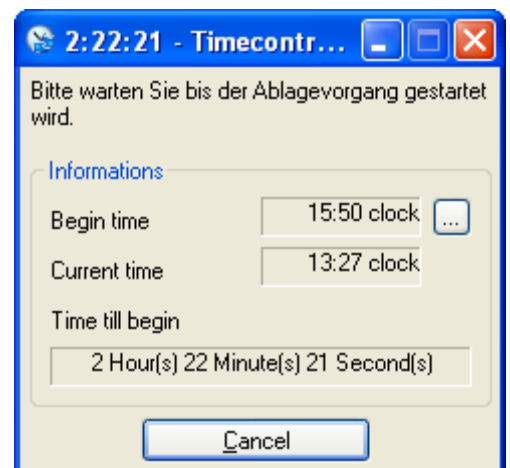 2:22:21 - Timecontr...
Bitte warten Sie bis der Ablagevorgang gestartet
wird.
Informations
Begin time 15:50 clock ...
Current time 13:27 clock
Time till begin
2 Hour(s) 22 Minute(s) 21 Second(s)
Cancel